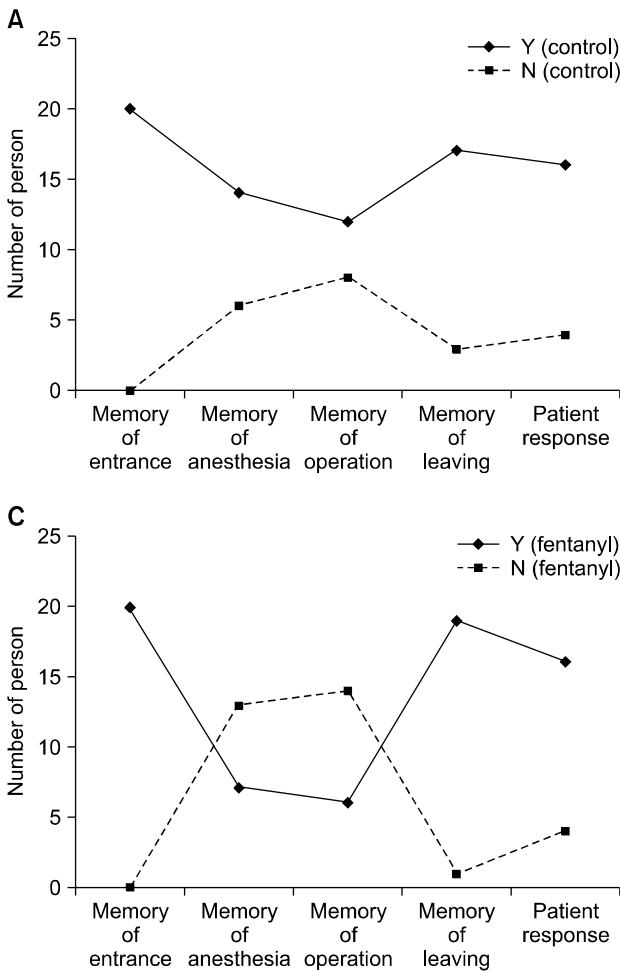 A
25
20
15
10
5
0
Number of person
Y (control)
N (control)
Memory of entrance
Memory of anesthesia
Memory of operation
Memory of leaving
Patient response
C
25
20
15
10
5
0
Number of person
Y (fentanyl)
N (fentanyl)
Memory of entrance
Memory of anesthesia
Memory of operation
Memory of leaving
Patient response